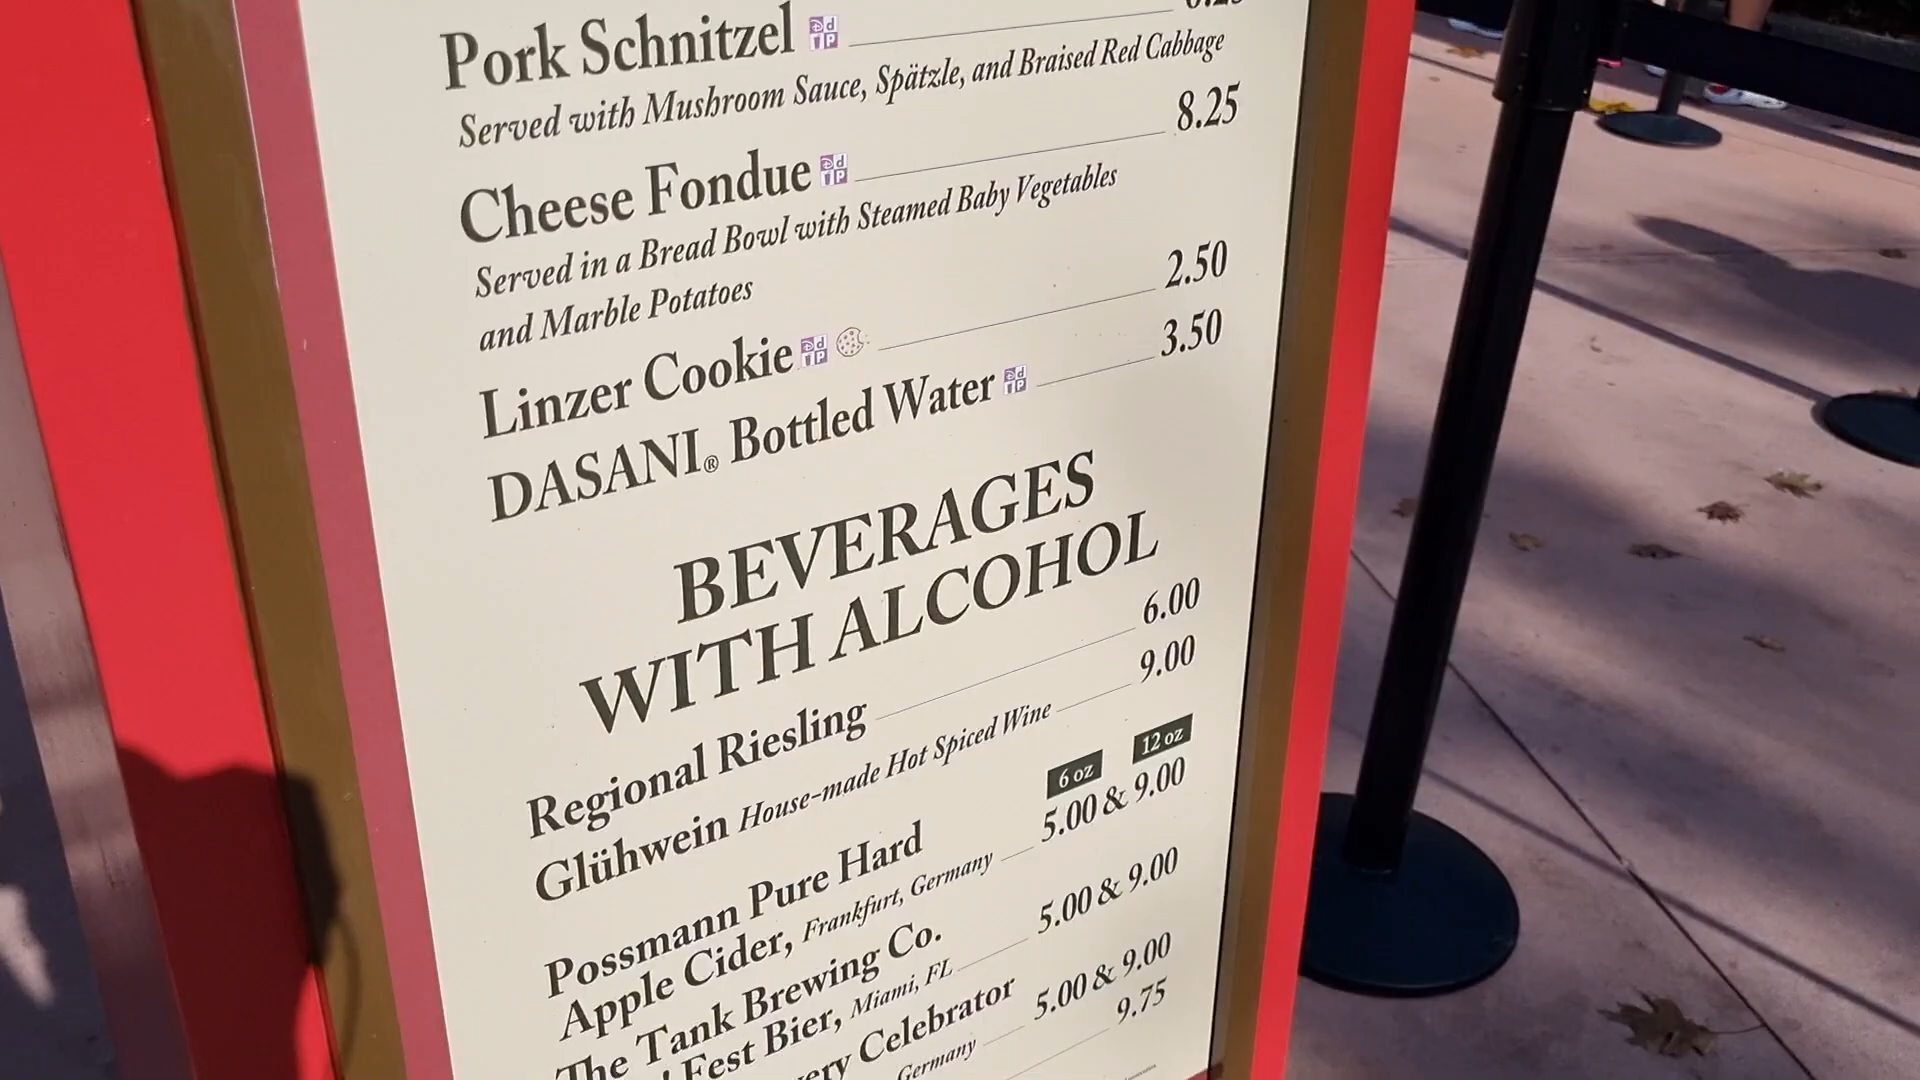 Pork Schnitzel
Served with Mushroom Sauce, Spätzle, and Braised Red Cabbage
Cheese Fondue 8.25
Served in a Bread Bowl with Steamed Baby Vegetables
and Marble Potatoes
Linzer Cookie 2.50
DASANI® Bottled Water 3.50
BEVERAGES
WITH ALCOHOL
Regional Riesling 6.00
Glühwein House-made Hot Spiced Wine 9.00
6 oz 12 oz
Possmann Pure Hard
Apple Cider, Frankfurt, Germany 5.00 & 9.00
The Tank Brewing Co.
Fest Bier, Miami, FL 5.00 & 9.00
Celebrator
Germany 5.00 & 9.00
9.75